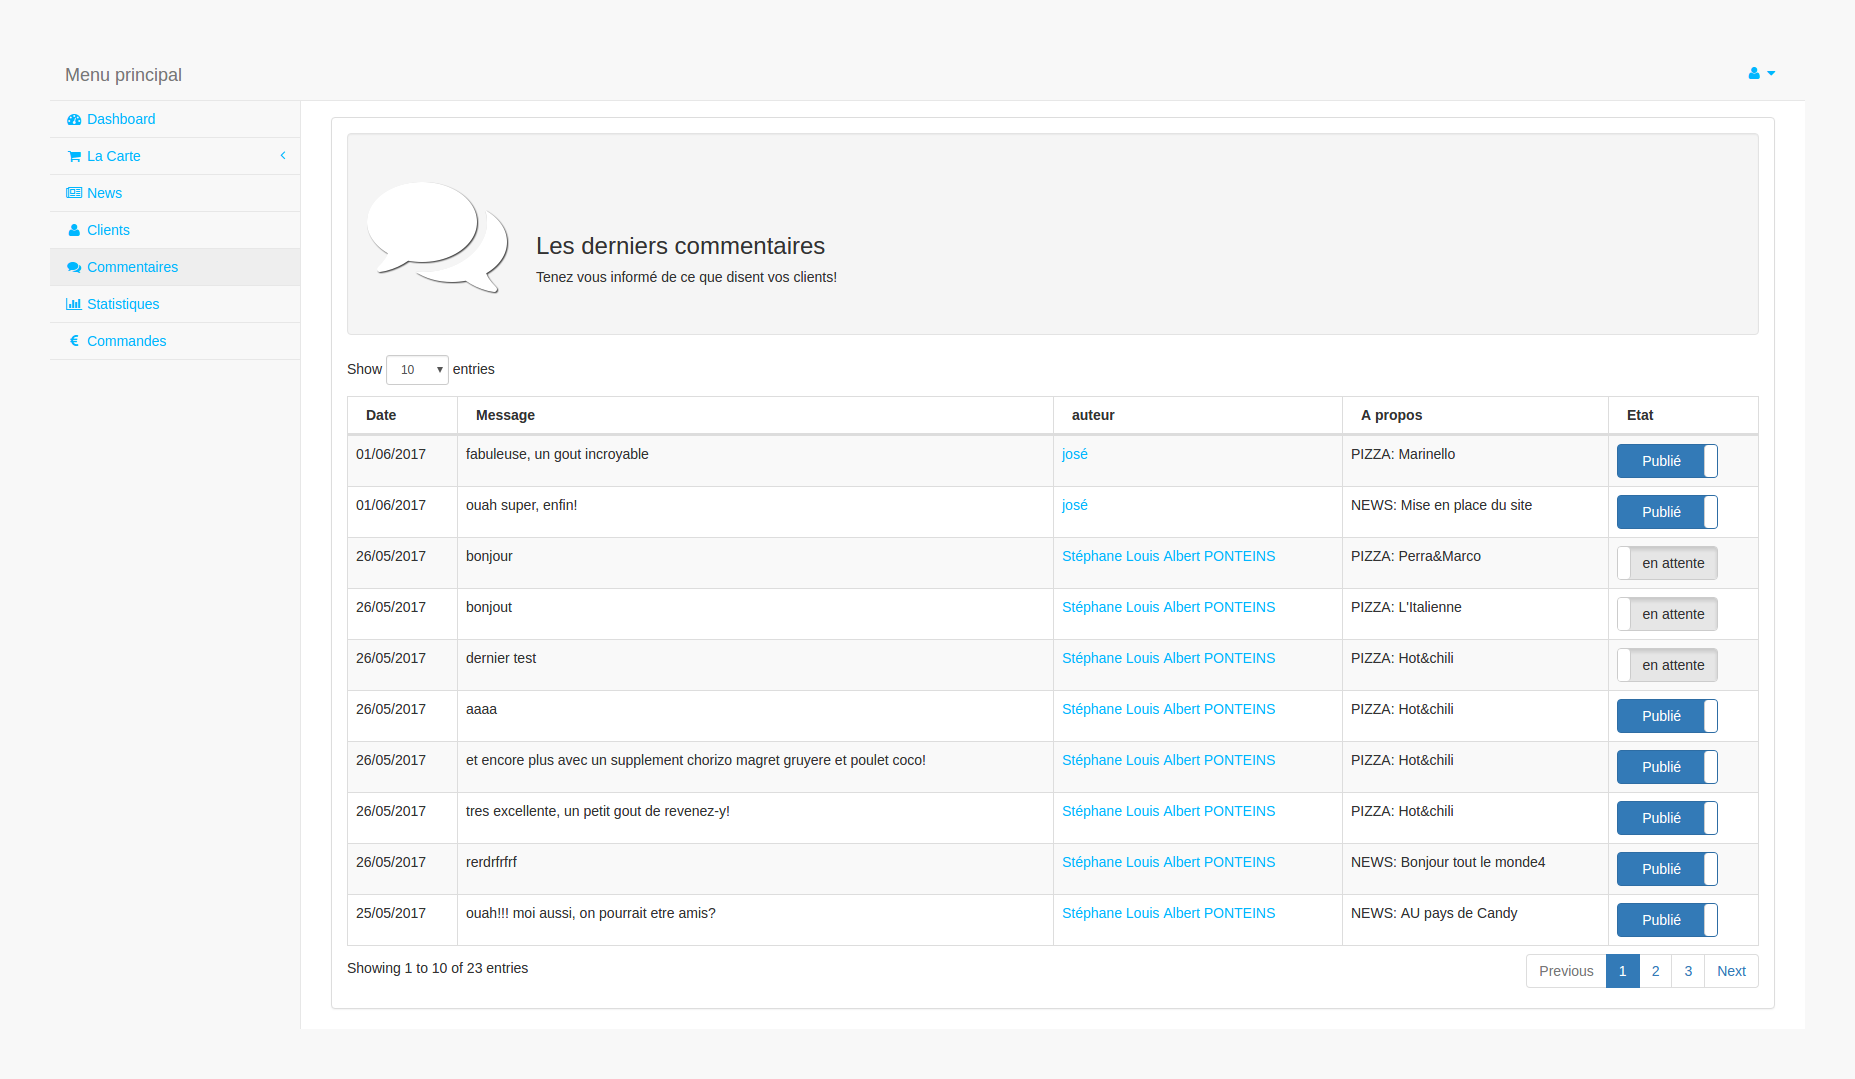 Menu principal
Dashboard
La Carte
News
Clients
Commentaires
Statistiques
Commandes
Les derniers commentaires
Tenez vous informé de ce que disent vos clients!
Show 10 entries
Date Message auteur A propos Etat
01/06/2017 fabuleuse, un gout incroyable josé PIZZA: Marinello Publié
01/06/2017 ouah super, enfin! josé NEWS: Mise en place du site Publié
26/05/2017 bonjour Stéphane Louis Albert PONTEINS PIZZA: Perra&Marco en attente
26/05/2017 bonjout Stéphane Louis Albert PONTEINS PIZZA: L'Italienne en attente
26/05/2017 dernier test Stéphane Louis Albert PONTEINS PIZZA: Hot&chili en attente
26/05/2017 aaaa Stéphane Louis Albert PONTEINS PIZZA: Hot&chili Publié
26/05/2017 et encore plus avec un supplement chorizo magret gruyere et poulet coco! Stéphane Louis Albert PONTEINS PIZZA: Hot&chili Publié
26/05/2017 tres excellente, un petit gout de revenez-y! Stéphane Louis Albert PONTEINS PIZZA: Hot&chili Publié
26/05/2017 rerdrfrfrf Stéphane Louis Albert PONTEINS NEWS: Bonjour tout le monde4 Publié
25/05/2017 ouah!!! moi aussi, on pourrait etre amis? Stéphane Louis Albert PONTEINS NEWS: AU pays de Candy Publié
Showing 1 to 10 of 23 entries Previous 1 2 3 Next